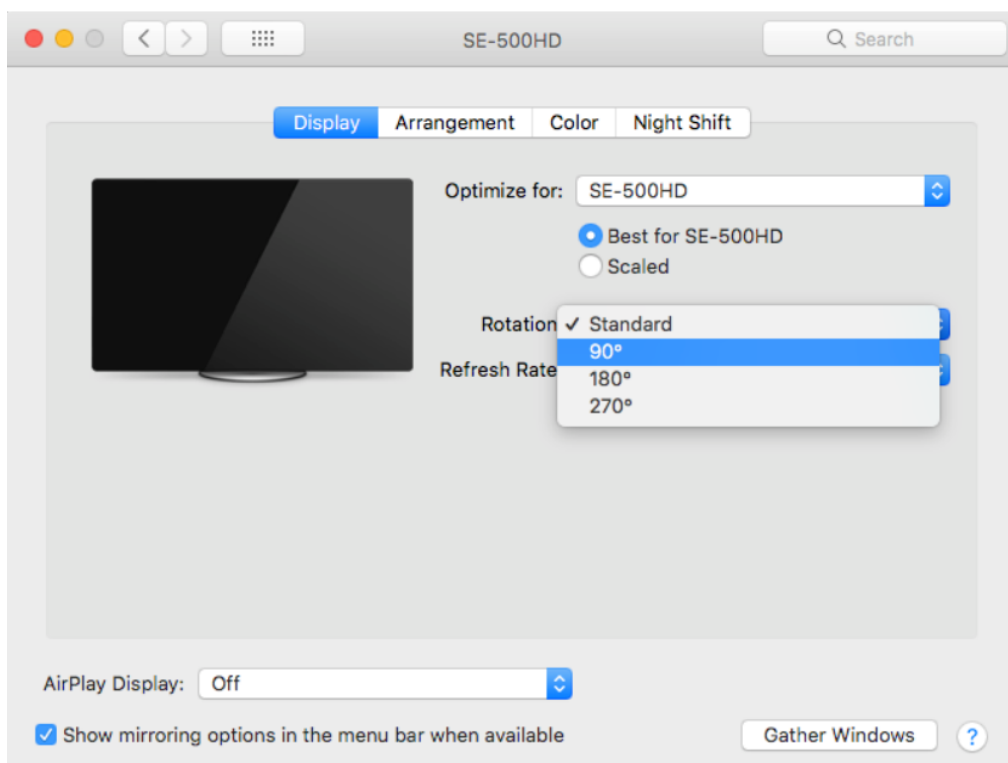 SE-500HD
Search
Display Arrangement Color Night Shift
Optimize for: SE-500HD
Best for SE-500HD
Scaled
Rotation ✓ Standard
90°
Refresh Rate
180°
270°
AirPlay Display: Off
Show mirroring options in the menu bar when available
Gather Windows ?